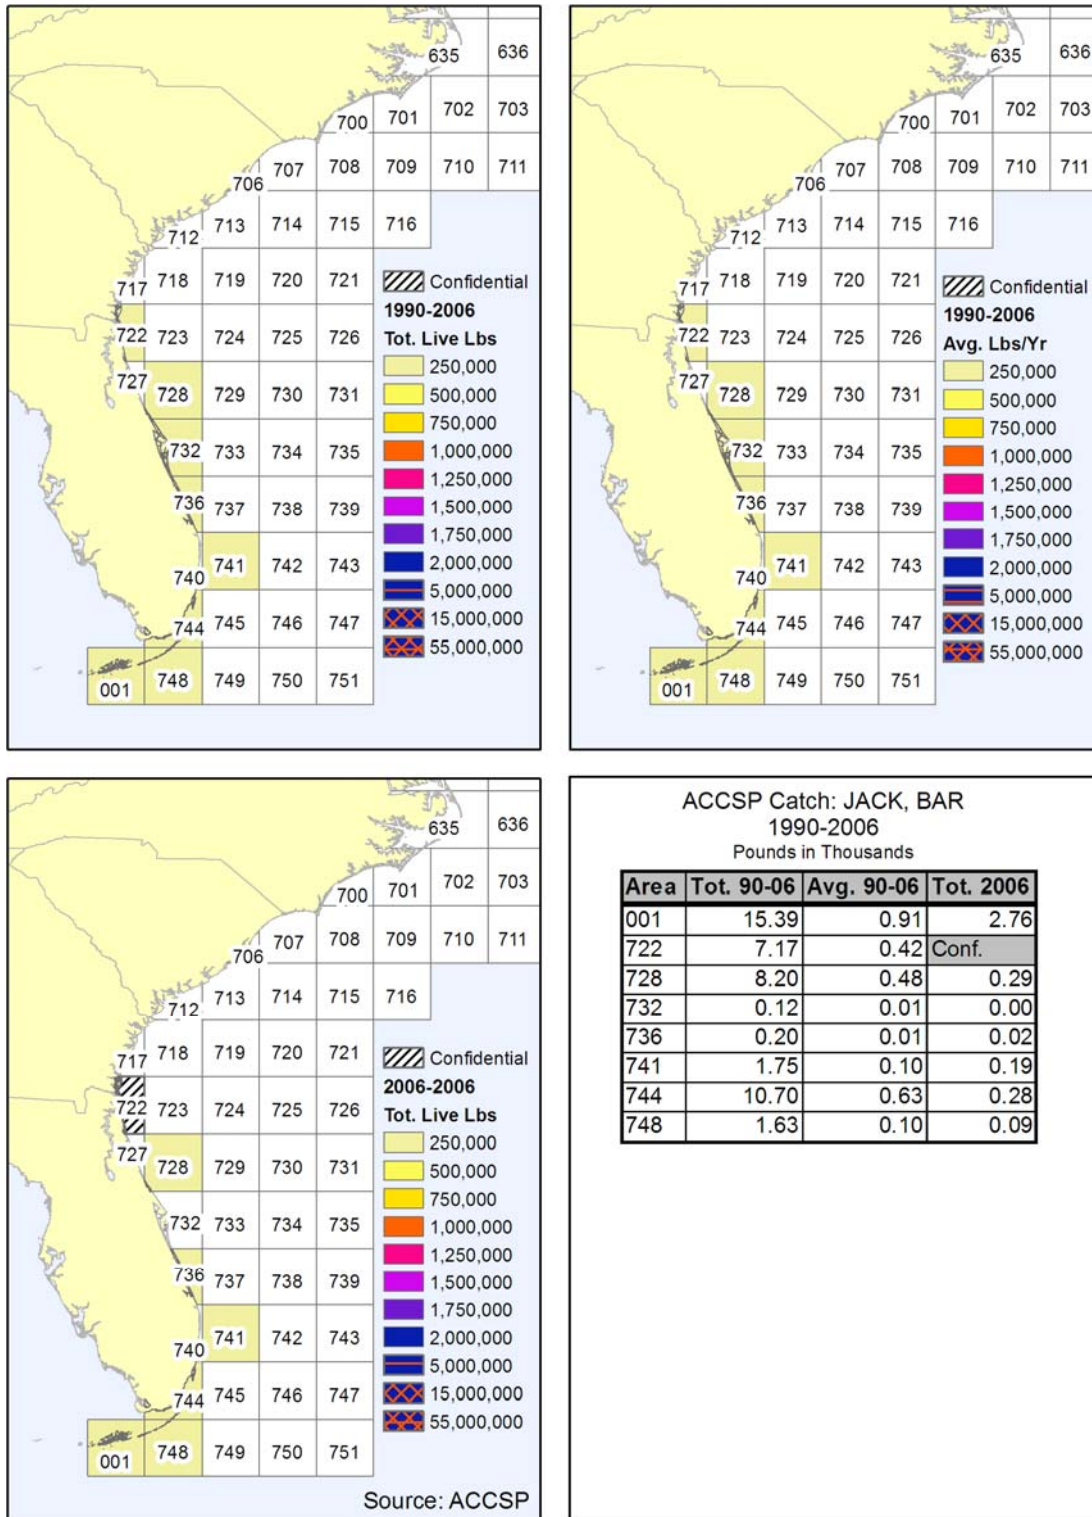 635 636
700 701 702 703
706 707 708 709 710 711
712 713 714 715 716
717 718 719 720 721
722 723 724 725 726
727 728 729 730 731
732 733 734 735
736 737 738 739
740 741 742 743
744 745 746 747
001 748 749 750 751
Confidential
1990-2006
Tot. Live Lbs
250,000
500,000
750,000
1,000,000
1,250,000
1,500,000
1,750,000
2,000,000
5,000,000
15,000,000
55,000,000
635 636
700 701 702 703
706 707 708 709 710 711
712 713 714 715 716
717 718 719 720 721
722 723 724 725 726
727 728 729 730 731
732 733 734 735
736 737 738 739
740 741 742 743
744 745 746 747
001 748 749 750 751
Confidential
1990-2006
Avg. Lbs/Yr
250,000
500,000
750,000
1,000,000
1,250,000
1,500,000
1,750,000
2,000,000
5,000,000
15,000,000
55,000,000
635 636
700 701 702 703
706 707 708 709 710 711
712 713 714 715 716
717 718 719 720 721
722 723 724 725 726
727 728 729 730 731
732 733 734 735
736 737 738 739
740 741 742 743
744 745 746 747
001 748 749 750 751
Confidential
2006-2006
Tot. Live Lbs
250,000
500,000
750,000
1,000,000
1,250,000
1,500,000
1,750,000
2,000,000
5,000,000
15,000,000
55,000,000
Source: ACCSP
ACCSP Catch: JACK, BAR
1990-2006
Pounds in Thousands
Area Tot. 90-06 Avg. 90-06 Tot. 2006
001 15.39 0.91 2.76
722 7.17 0.42 Conf.
728 8.20 0.48 0.29
732 0.12 0.01 0.00
736 0.20 0.01 0.02
741 1.75 0.10 0.19
744 10.70 0.63 0.28
748 1.63 0.10 0.09